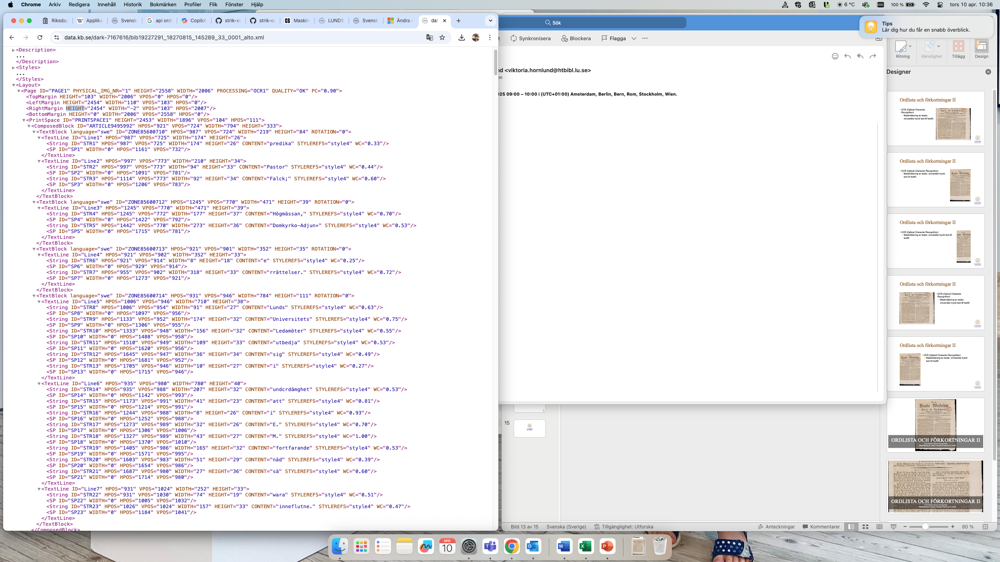 Chrome Arkiv Redigera Innehåll Historik Bokmärken Profiler Flik Fönster Hjälp
6 °C 100 % tors 10 apr. 10:36
Riksdag Applika Svensk api ord Copilot strik-o strik-o Maskin LUNDS Svensk Ändra dat
data.kb.se/dark-7167616/bib19227291_18270815_145289_33_0001_alto.xml
<Description>
...
</Description>
<Styles>
...
</Styles>
<Layout>
<Page ID="PAGE1" PHYSICAL_IMG_NR="1" HEIGHT="2558" WIDTH="2006" PROCESSING="OCR1" QUALITY="OK" PC="0.90">
<TopMargin HEIGHT="103" WIDTH="2006" VPOS="0" HPOS="0"/>
<LeftMargin HEIGHT="2454" WIDTH="110" VPOS="103" HPOS="0"/>
<RightMargin HEIGHT="2454" WIDTH="-2" VPOS="103" HPOS="2007"/>
<BottomMargin HEIGHT="0" WIDTH="2006" VPOS="2558" HPOS="0"/>
<PrintSpace ID="PRINTSPACE1" HEIGHT="2453" WIDTH="1896" VPOS="104" HPOS="111">
<ComposedBlock ID="ARTICLE9495992" HPOS="921" VPOS="724" WIDTH="794" HEIGHT="333">
<TextBlock language="swe" ID="ZONE85600710" HPOS="987" VPOS="724" WIDTH="219" HEIGHT="84" ROTATION="0">
<TextLine ID="Line1" HPOS="987" VPOS="725" WIDTH="174" HEIGHT="26">
<String ID="STR1" HPOS="987" VPOS="725" WIDTH="174" HEIGHT="26" CONTENT="predika" STYLEREFS="style4" WC="0.33"/>
<SP ID="SP1" WIDTH="0" HPOS="1161" VPOS="732"/>
</TextLine>
<TextLine ID="Line2" HPOS="997" VPOS="773" WIDTH="210" HEIGHT="34">
<String ID="STR2" HPOS="997" VPOS="773" WIDTH="94" HEIGHT="33" CONTENT="Pastor" STYLEREFS="style4" WC="0.44"/>
<SP ID="SP2" WIDTH="0" HPOS="1091" VPOS="781"/>
<String ID="STR3" HPOS="1114" VPOS="773" WIDTH="92" HEIGHT="34" CONTENT="Falck;" STYLEREFS="style4" WC="0.60"/>
<SP ID="SP3" WIDTH="0" HPOS="1206" VPOS="783"/>
</TextLine>
</TextBlock>
<TextBlock language="swe" ID="ZONE85600712" HPOS="1245" VPOS="770" WIDTH="471" HEIGHT="39" ROTATION="0">
<TextLine ID="Line3" HPOS="1245" VPOS="770" WIDTH="471" HEIGHT="39">
<String ID="STR4" HPOS="1245" VPOS="772" WIDTH="177" HEIGHT="37" CONTENT="Högmässan," STYLEREFS="style4" WC="0.70"/>
<SP ID="SP4" WIDTH="0" HPOS="1422" VPOS="792"/>
<String ID="STR5" HPOS="1442" VPOS="770" WIDTH="273" HEIGHT="36" CONTENT="Domkyrko-Adjun»" STYLEREFS="style4" WC="0.53"/>
<SP ID="SP5" WIDTH="0" HPOS="1715" VPOS="781"/>
</TextLine>
</TextBlock>
<TextBlock language="swe" ID="ZONE85600713" HPOS="921" VPOS="901" WIDTH="352" HEIGHT="35" ROTATION="0">
<TextLine ID="Line4" HPOS="921" VPOS="902" WIDTH="352" HEIGHT="33">
<String ID="STR6" HPOS="921" VPOS="914" WIDTH="8" HEIGHT="18" CONTENT="e" STYLEREFS="style4" WC="0.25"/>
<SP ID="SP6" WIDTH="0" HPOS="929" VPOS="914"/>
<String ID="STR7" HPOS="955" VPOS="902" WIDTH="318" HEIGHT="33" CONTENT="rrättelser." STYLEREFS="style4" WC="0.72"/>
<SP ID="SP7" WIDTH="0" HPOS="1273" VPOS="921"/>
</TextLine>
</TextBlock>
<TextBlock language="swe" ID="ZONE85600714" HPOS="931" VPOS="946" WIDTH="784" HEIGHT="111" ROTATION="0">
<TextLine ID="Line5" HPOS="1006" VPOS="946" WIDTH="710" HEIGHT="38">
<String ID="STR8" HPOS="1006" VPOS="954" WIDTH="91" HEIGHT="27" CONTENT="Lunds" STYLEREFS="style4" WC="0.63"/>
<SP ID="SP8" WIDTH="0" HPOS="1097" VPOS="956"/>
<String ID="STR9" HPOS="1133" VPOS="952" WIDTH="174" HEIGHT="32" CONTENT="Universitets" STYLEREFS="style4" WC="0.75"/>
<SP ID="SP9" WIDTH="0" HPOS="1306" VPOS="955"/>
<String ID="STR10" HPOS="1333" VPOS="948" WIDTH="156" HEIGHT="32" CONTENT="Ledamöter" STYLEREFS="style4" WC="0.55"/>
<SP ID="SP10" WIDTH="0" HPOS="1488" VPOS="958"/>
<String ID="STR11" HPOS="1510" VPOS="949" WIDTH="109" HEIGHT="33" CONTENT="utbedja" STYLEREFS="style4" WC="0.53"/>
<SP ID="SP11" WIDTH="0" HPOS="1620" VPOS="956"/>
<String ID="STR12" HPOS="1645" VPOS="947" WIDTH="36" HEIGHT="34" CONTENT="sig" STYLEREFS="style4" WC="0.49"/>
<SP ID="SP12" WIDTH="0" HPOS="1681" VPOS="952"/>
<String ID="STR13" HPOS="1705" VPOS="946" WIDTH="10" HEIGHT="27" CONTENT="i" STYLEREFS="style4" WC="0.27"/>
<SP ID="SP13" WIDTH="0" HPOS="1715" VPOS="946"/>
</TextLine>
<TextLine ID="Line6" HPOS="935" VPOS="980" WIDTH="780" HEIGHT="40">
<String ID="STR14" HPOS="935" VPOS="988" WIDTH="207" HEIGHT="32" CONTENT="undcrdämghet" STYLEREFS="style4" WC="0.53"/>
<SP ID="SP14" WIDTH="0" HPOS="1142" VPOS="993"/>
<String ID="STR15" HPOS="1173" VPOS="991" WIDTH="41" HEIGHT="23" CONTENT="att" STYLEREFS="style4" WC="0.81"/>
<SP ID="SP15" WIDTH="0" HPOS="1214" VPOS="991"/>
<String ID="STR16" HPOS="1244" VPOS="988" WIDTH="8" HEIGHT="26" CONTENT="i" STYLEREFS="style4" WC="0.93"/>
<SP ID="SP16" WIDTH="0" HPOS="1252" VPOS="988"/>
<String ID="STR17" HPOS="1273" VPOS="989" WIDTH="32" HEIGHT="26" CONTENT="E." STYLEREFS="style4" WC="0.70"/>
<SP ID="SP17" WIDTH="0" HPOS="1306" VPOS="1006"/>
<String ID="STR18" HPOS="1327" VPOS="989" WIDTH="43" HEIGHT="27" CONTENT="M." STYLEREFS="style4" WC="1.00"/>
<SP ID="SP18" WIDTH="0" HPOS="1370" VPOS="1010"/>
<String ID="STR19" HPOS="1405" VPOS="986" WIDTH="165" HEIGHT="32" CONTENT="fortfarande" STYLEREFS="style4" WC="0.53"/>
<SP ID="SP19" WIDTH="0" HPOS="1571" VPOS="995"/>
<String ID="STR20" HPOS="1603" VPOS="983" WIDTH="51" HEIGHT="29" CONTENT="näd" STYLEREFS="style4" WC="0.39"/>
<SP ID="SP20" WIDTH="0" HPOS="1654" VPOS="986"/>
<String ID="STR21" HPOS="1687" VPOS="980" WIDTH="27" HEIGHT="36" CONTENT="sä" STYLEREFS="style4" WC="0.60"/>
<SP ID="SP21" WIDTH="0" HPOS="1714" VPOS="980"/>
</TextLine>
<TextLine ID="Line7" HPOS="931" VPOS="1024" WIDTH="252" HEIGHT="33">
<String ID="STR22" HPOS="931" VPOS="1030" WIDTH="74" HEIGHT="19" CONTENT="wara" STYLEREFS="style4" WC="0.51"/>
<SP ID="SP22" WIDTH="0" HPOS="1005" VPOS="1032"/>
<String ID="STR23" HPOS="1026" VPOS="1024" WIDTH="157" HEIGHT="33" CONTENT="inneflutne." STYLEREFS="style4" WC="0.47"/>
<SP ID="SP23" WIDTH="0" HPOS="1184" VPOS="1041"/>
</TextLine>
</TextBlock>
</ComposedBlock>
Sök
Synkronisera Blockera Flagga
nd <viktoria.hornlund@htbibl.lu.se>
on
025 09:00 – 10:00 i (UTC+01:00) Amsterdam, Berlin, Bern, Rom, Stockholm, Wien.
Tips
Lär dig hur du får en snabb överblick.
Ritning Känslighet Tillägg Design
Designer
Ordlista och förkortningar II
OCR (Optical Character
Recognition)
– Maskinläsning av texter,
omvandlar tryckt text till textfil.
Ordlista och förkortningar II
OCR (Optical Character Recognition)
– Maskinläsning av texter, omvandlar tryckt
text till textfil.
Ordlista och förkortningar II
OCR (Optical Character Recognition)
– Maskinläsning av texter, omvandlar tryckt text till
textfil.
Ordlista och förkortningar II
OCR (Optical Character
Recognition)
– Maskinläsning av texter,
omvandlar tryckt text till textfil.
Ordlista och förkortningar II
OCR (Optical Character Recognition)
– Maskinläsning av texter, omvandlar tryckt
text till textfil.
Lunds Weckoblad
Nytt och Gammalt.
ORDLISTA OCH FÖRKORTNINGAR II
ORDLISTA OCH FÖRKORTNINGAR II
15
Bild 13 av 15 Svenska (Sverige) Tillgänglighet: Utforska Anteckningar Kommentarer 80 %
APR.
10